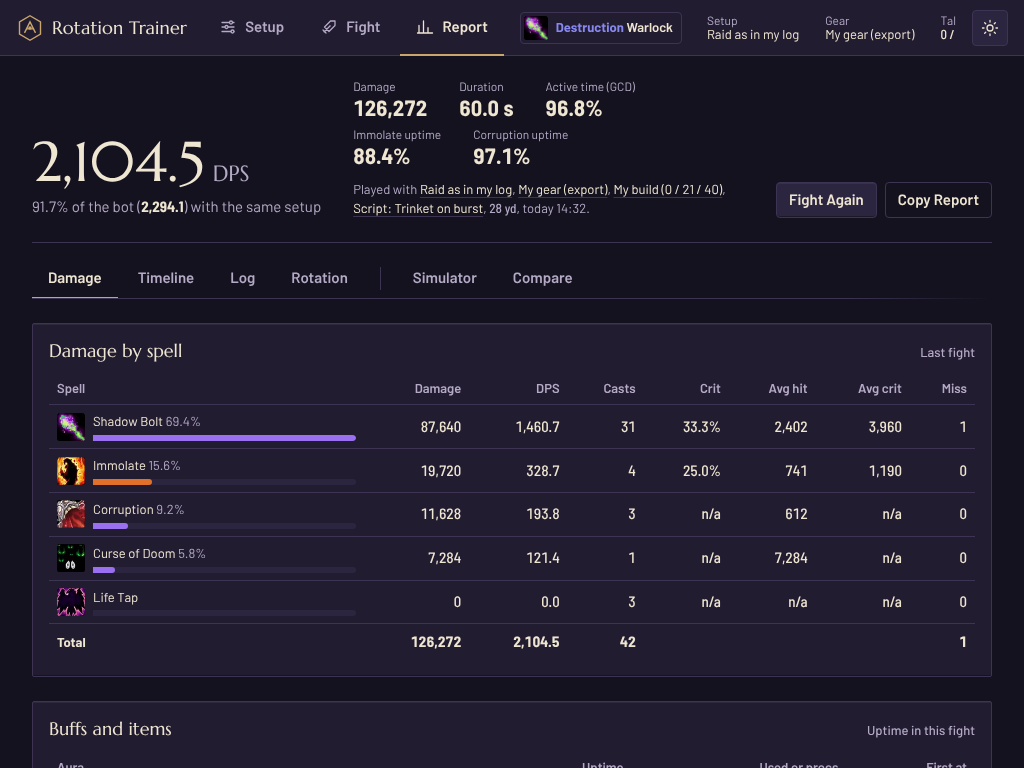 Rotation Trainer
Setup
Fight
Report
Destruction Warlock
Setup
Raid as in my log
Gear
My gear (export)
Tal
0 /
Damage
126,272
Duration
60.0 s
Active time (GCD)
96.8%
Immolate uptime
88.4%
Corruption uptime
97.1%
2,104.5 DPS
91.7% of the bot (2,294.1) with the same setup
Played with Raid as in my log, My gear (export), My build (0 / 21 / 40),
Script: Trinket on burst, 28 yd, today 14:32.
Fight Again
Copy Report
Damage
Timeline
Log
Rotation
Simulator
Compare
Damage by spell
Last fight
Spell Damage DPS Casts Crit Avg hit Avg crit Miss
Shadow Bolt 69.4% 87,640 1,460.7 31 33.3% 2,402 3,960 1
Immolate 15.6% 19,720 328.7 4 25.0% 741 1,190 0
Corruption 9.2% 11,628 193.8 3 n/a 612 n/a 0
Curse of Doom 5.8% 7,284 121.4 1 n/a 7,284 n/a 0
Life Tap 0 0.0 3 n/a n/a n/a 0
Total 126,272 2,104.5 42 1
Buffs and items
Uptime in this fight
Aura Uptime Used or procs First at